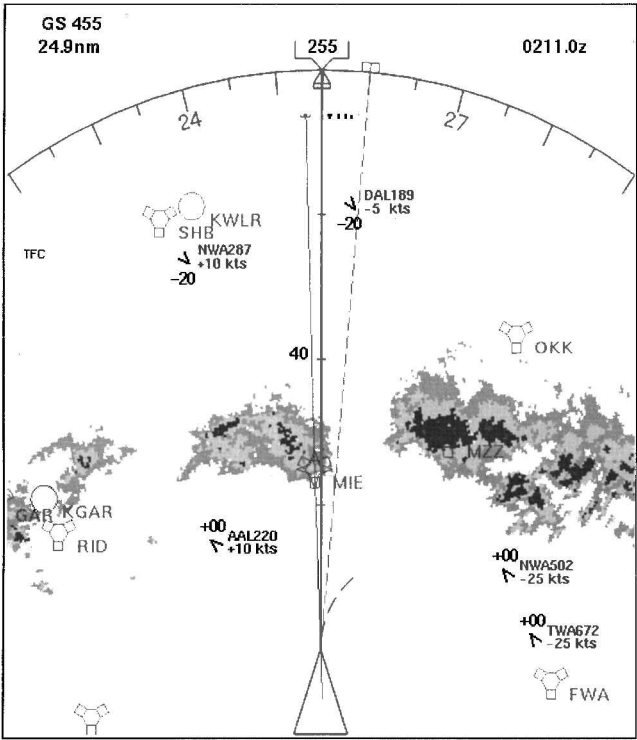 GS 455
24.9nm
255
0211.0z
24
27
DAL189
-5 kts
-20
KWLR
SHB
NWA287
+10 kts
-20
TFC
40
OKK
MZZ
MIE
GAR
KGAR
RID
+00
AAL220
+10 kts
+00
NWA502
-25 kts
+00
TWA672
-25 kts
FWA